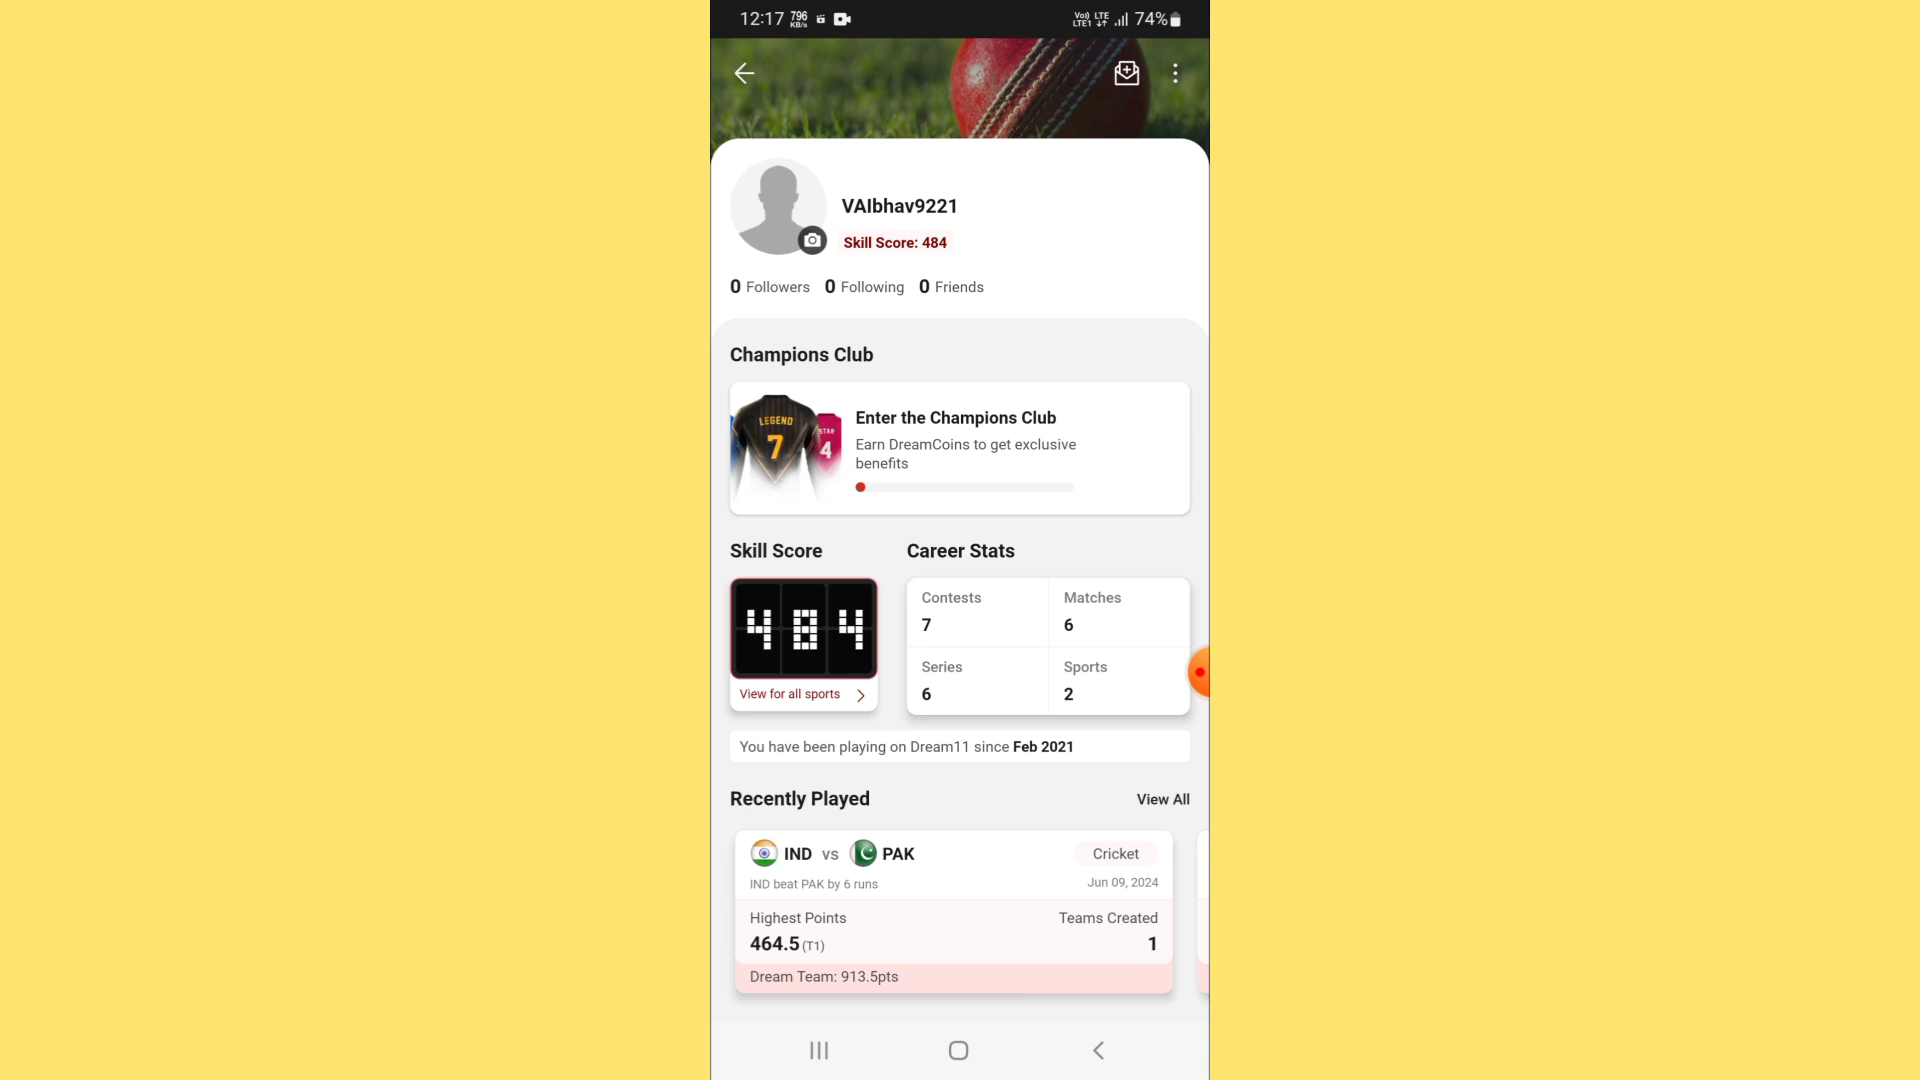 12:17 796 KB/s Vo)) LTE1 LTE 74%
VAIbhav9221
Skill Score: 484
0 Followers 0 Following 0 Friends
Champions Club
LEGEND
7
STAR
4
Enter the Champions Club
Earn DreamCoins to get exclusive
benefits
Skill Score
484
View for all sports
Career Stats
Contests Matches
7 6
Series Sports
6 2
You have been playing on Dream11 since Feb 2021
Recently Played View All
IND vs PAK Cricket
IND beat PAK by 6 runs Jun 09, 2024
Highest Points Teams Created
464.5 (T1) 1
Dream Team: 913.5pts